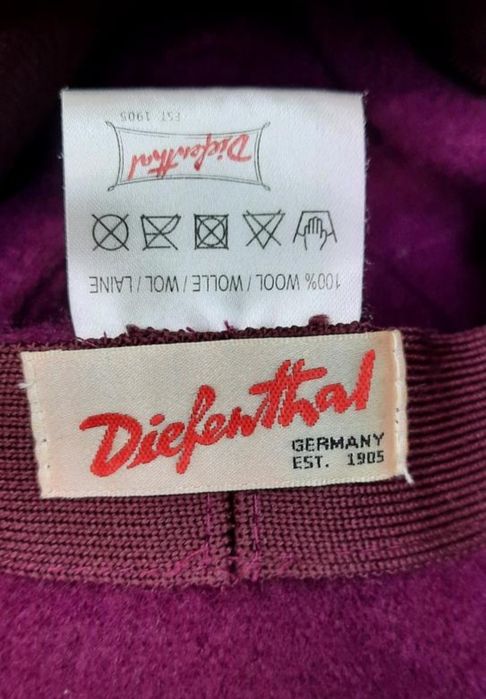 EST 1905
Diefenthal
100% WOOL / WOLLE / WOL / LAINE
Diefenthal
GERMANY
EST. 1905